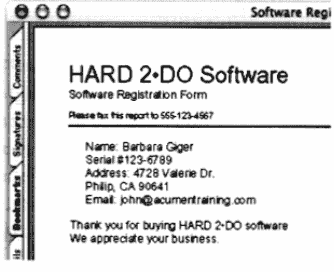 Software Regi
Comments
Signatures
Bookmarks
ils
HARD 2•DO Software
Software Registration Form
Please fax this report to 555-123-4567
Name: Barbara Giger
Serial #123-6789
Address: 4728 Valerie Dr.
Philip, CA 90641
Email: john@acumentraining.com
Thank you for buying HARD 2•DO software
We appreciate your business.